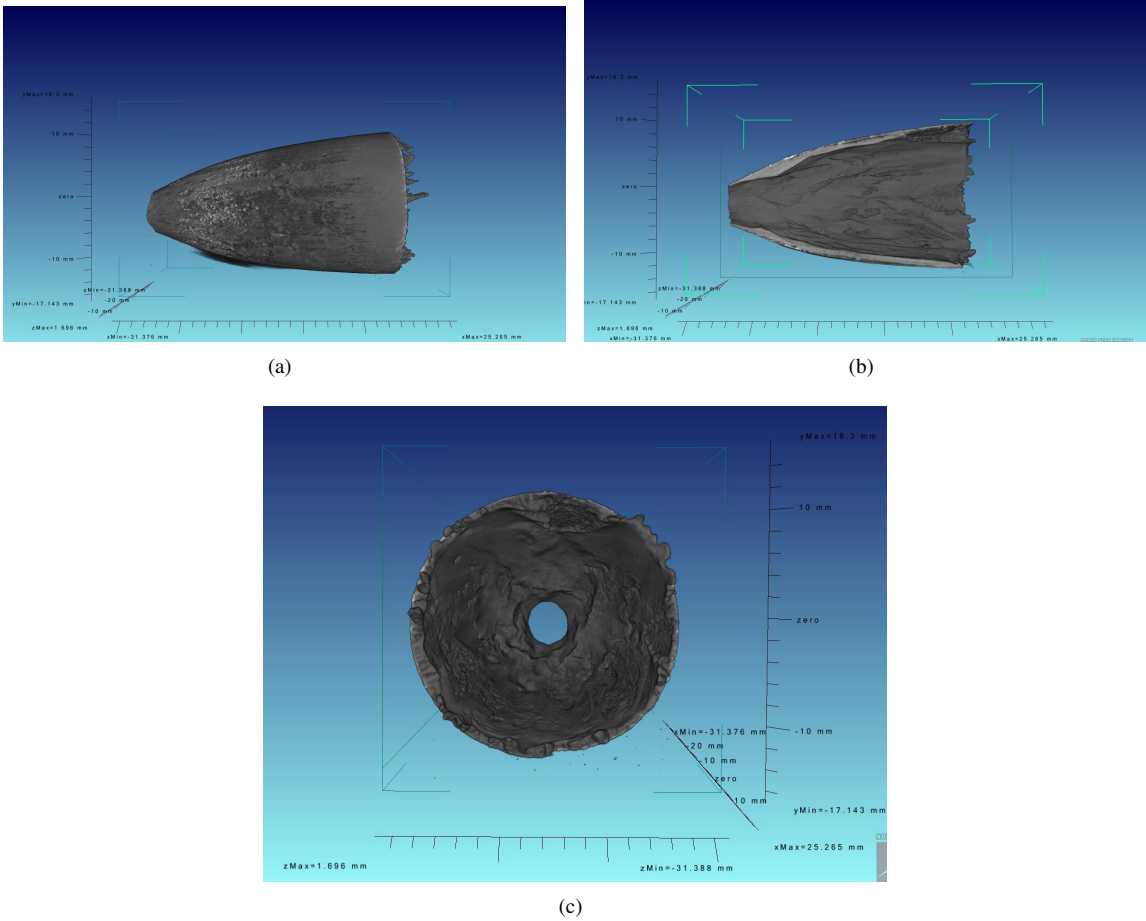 yMax=16.3 mm
10 mm
zero
-10 mm
zMin=-31.388 mm
-20 mm
yMin=-17.143 mm
-10 mm
zMax=1.696 mm
xMin=-31.376 mm
xMax=25.265 mm
(a)
yMax=16.3 mm
10 mm
zero
-10 mm
zMin=-31.388 mm
-20 mm
yMin=-17.143 mm
-10 mm
zMax=1.696 mm
xMin=-31.376 mm
xMax=25.265 mm
(b)
yMax=16.3 mm
10 mm
zero
xMin=-31.376 mm
-10 mm
-20 mm
-10 mm
zero
10 mm
yMin=-17.143 mm
xMax=25.265 mm
zMax=1.696 mm
zMin=-31.388 mm
(c)